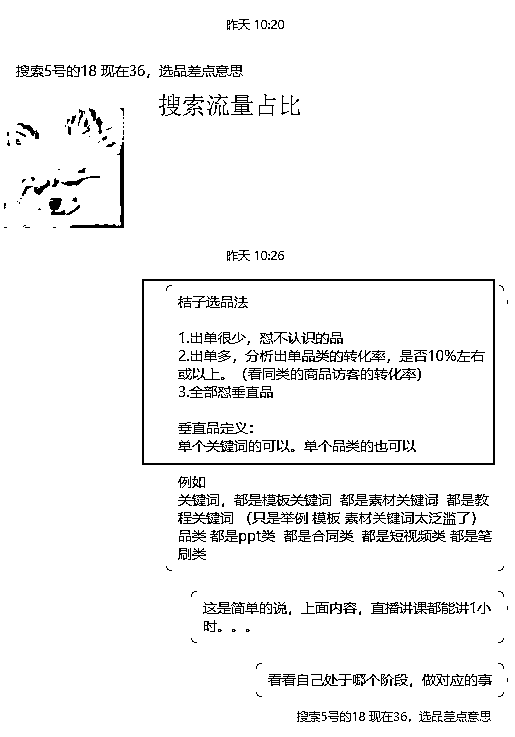 昨天 10:20
搜索5号的18 现在36，选品差点意思
搜索流量占比
昨天 10:26
桔子选品法
1.出单很少，怼不认识的品
2.出单多，分析出单品类的转化率，是否10%左右
或以上。（看同类的商品访客的转化率）
3.全部怼垂直品
垂直品定义：
单个关键词的可以。单个品类的也可以
例如
关键词，都是模板关键词 都是素材关键词 都是教
程关键词 （只是举例 模板 素材关键词太泛滥了）
品类 都是ppt类 都是合同类 都是短视频类 都是笔
刷类
这是简单的说，上面内容，直播讲课都能讲1小
时。。。
看看自己处于哪个阶段，做对应的事
搜索5号的18 现在36，选品差点意思